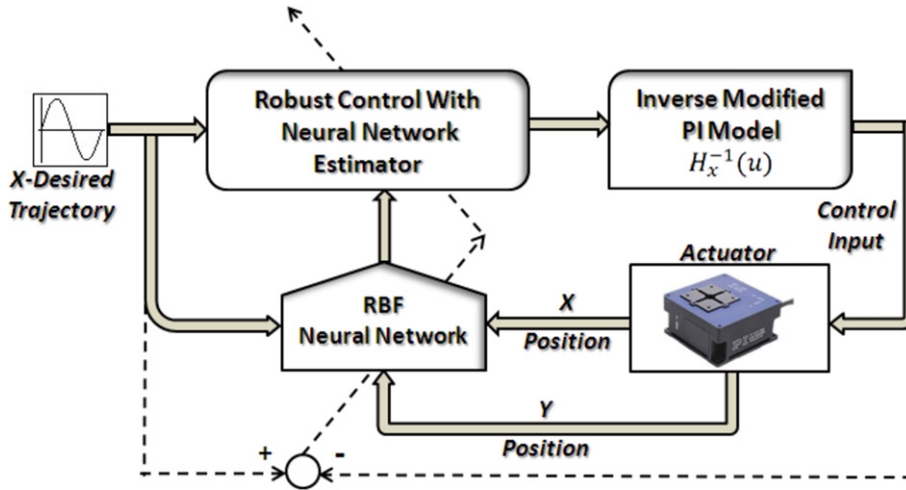 Robust Control With
Neural Network
Estimator
Inverse Modified
PI Model
H_x^{-1}(u)
X-Desired
Trajectory
Control
Input
Actuator
RBF
Neural Network
X
Position
Y
Position
+
-